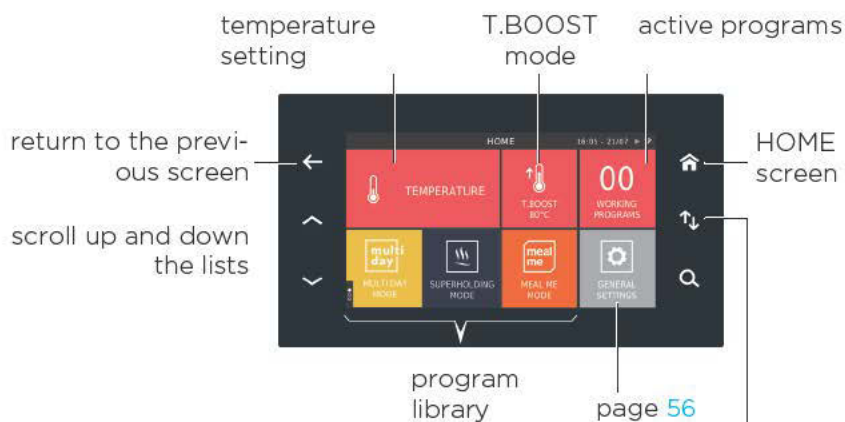 temperature
setting
T.BOOST
mode
active programs
return to the previ-
ous screen
scroll up and down
the lists
HOME
screen
HOME
16:01 - 21/07
TEMPERATURE
T.BOOST
80°C
00
WORKING
PROGRAMS
multi
day
MULTI DAY
MODE
SUPERHOLDING
MODE
meal
me
MEAL ME
MODE
GENERAL
SETTINGS
program
library
page 56